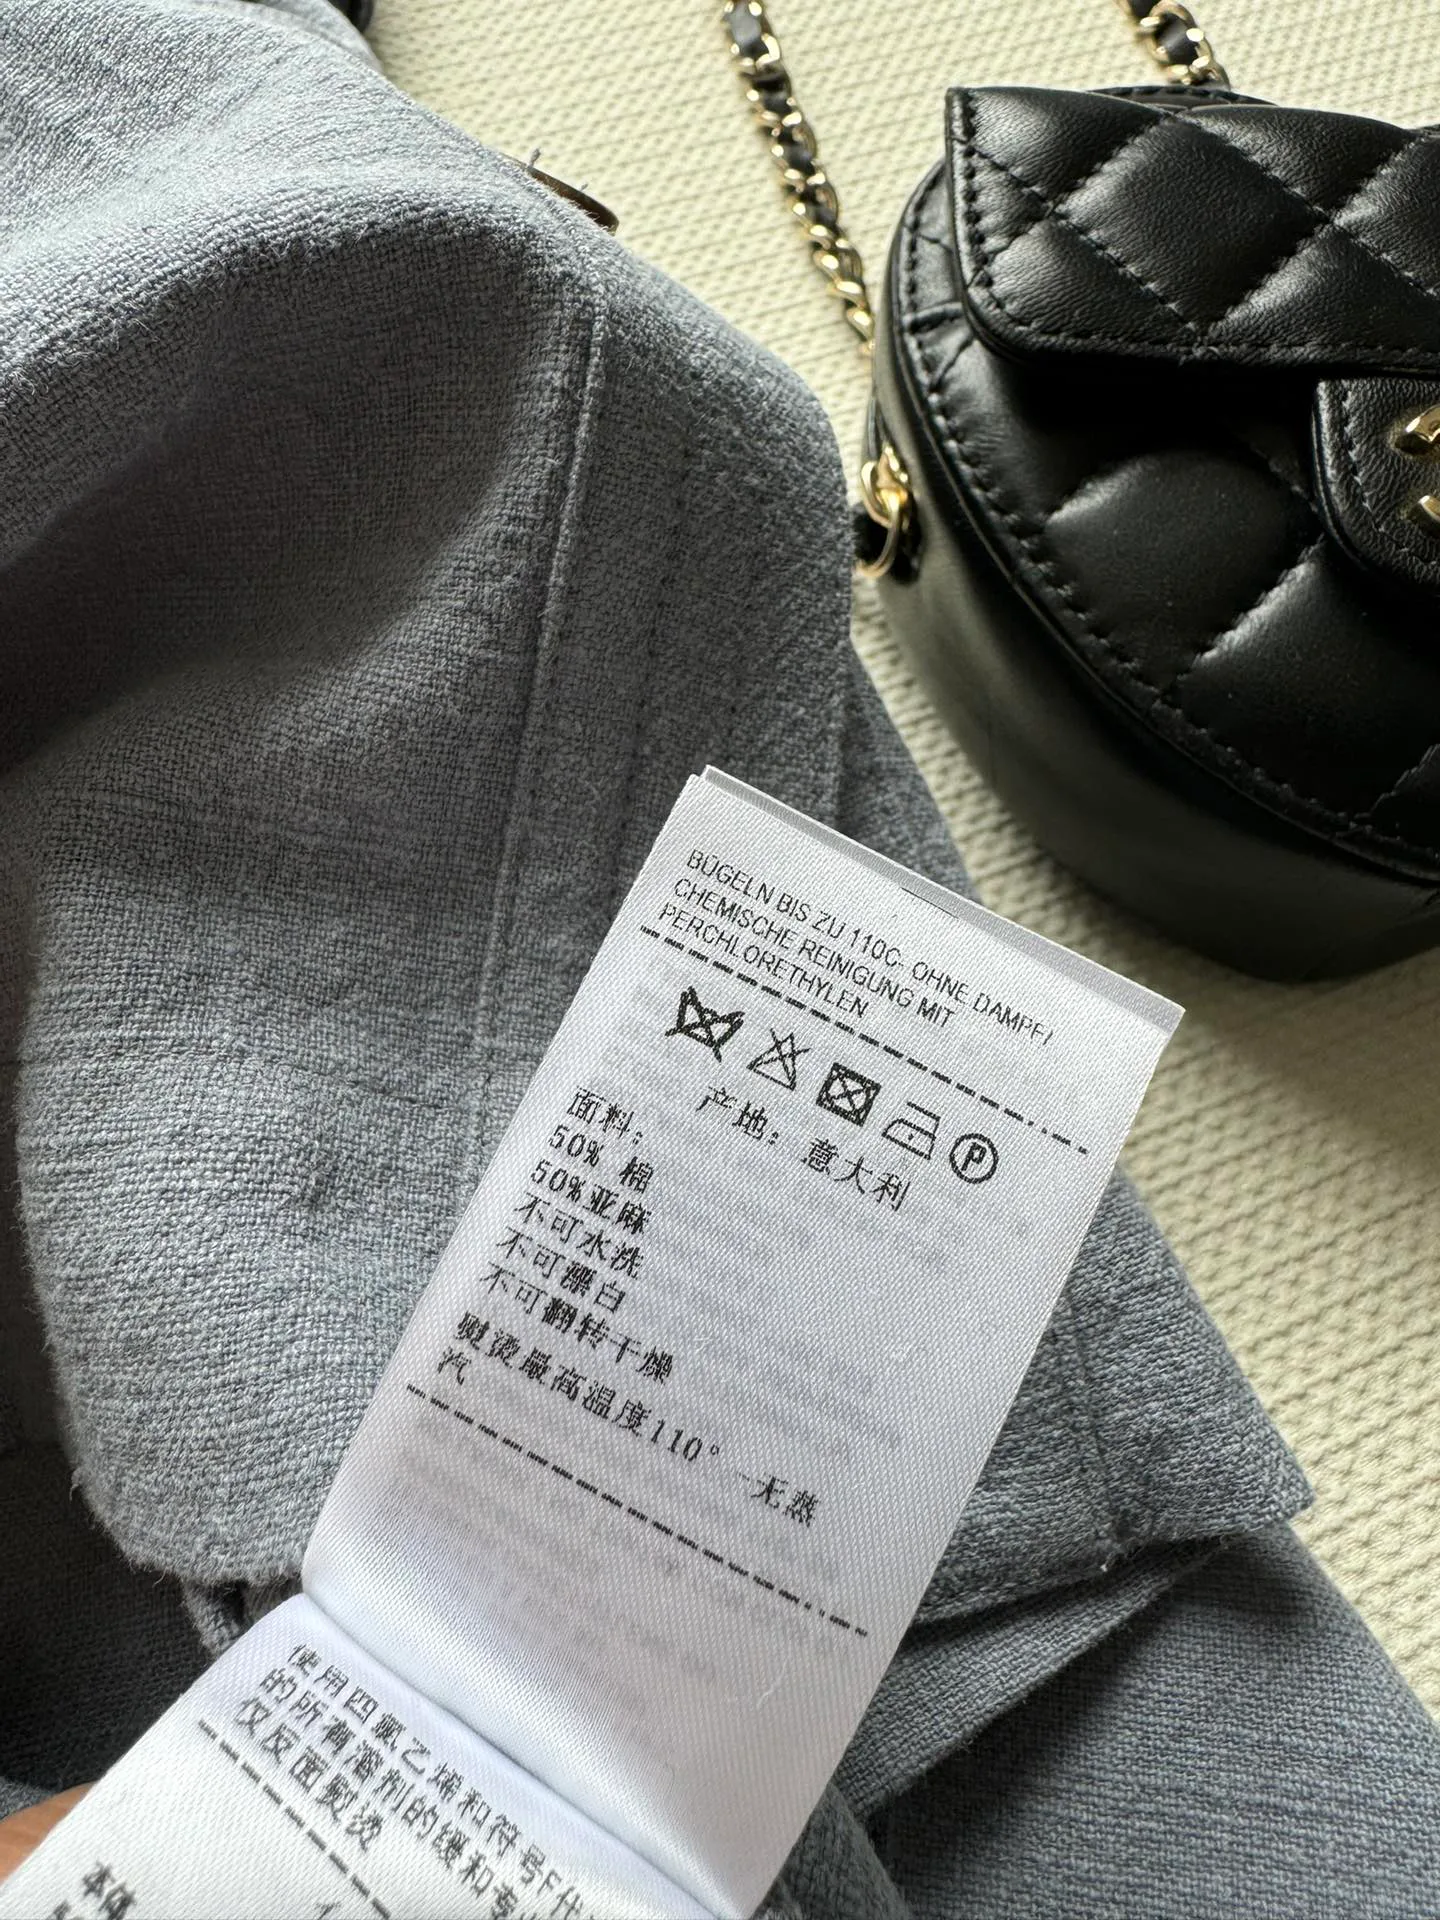 BÜGELN BIS ZU 110C- OHNE DAMPF/
CHEMISCHE REINIGUNG MIT
PERCHLORETHYLEN
P
产地：意大利
面料：
50% 棉
50%亚麻
不可水洗
不可漂白
不可翻转干燥
熨烫最高温度110° -无蒸
汽
使用四氯乙烯和符号F代
的所有溶剂的缓和专业
仅反面熨烫
本体